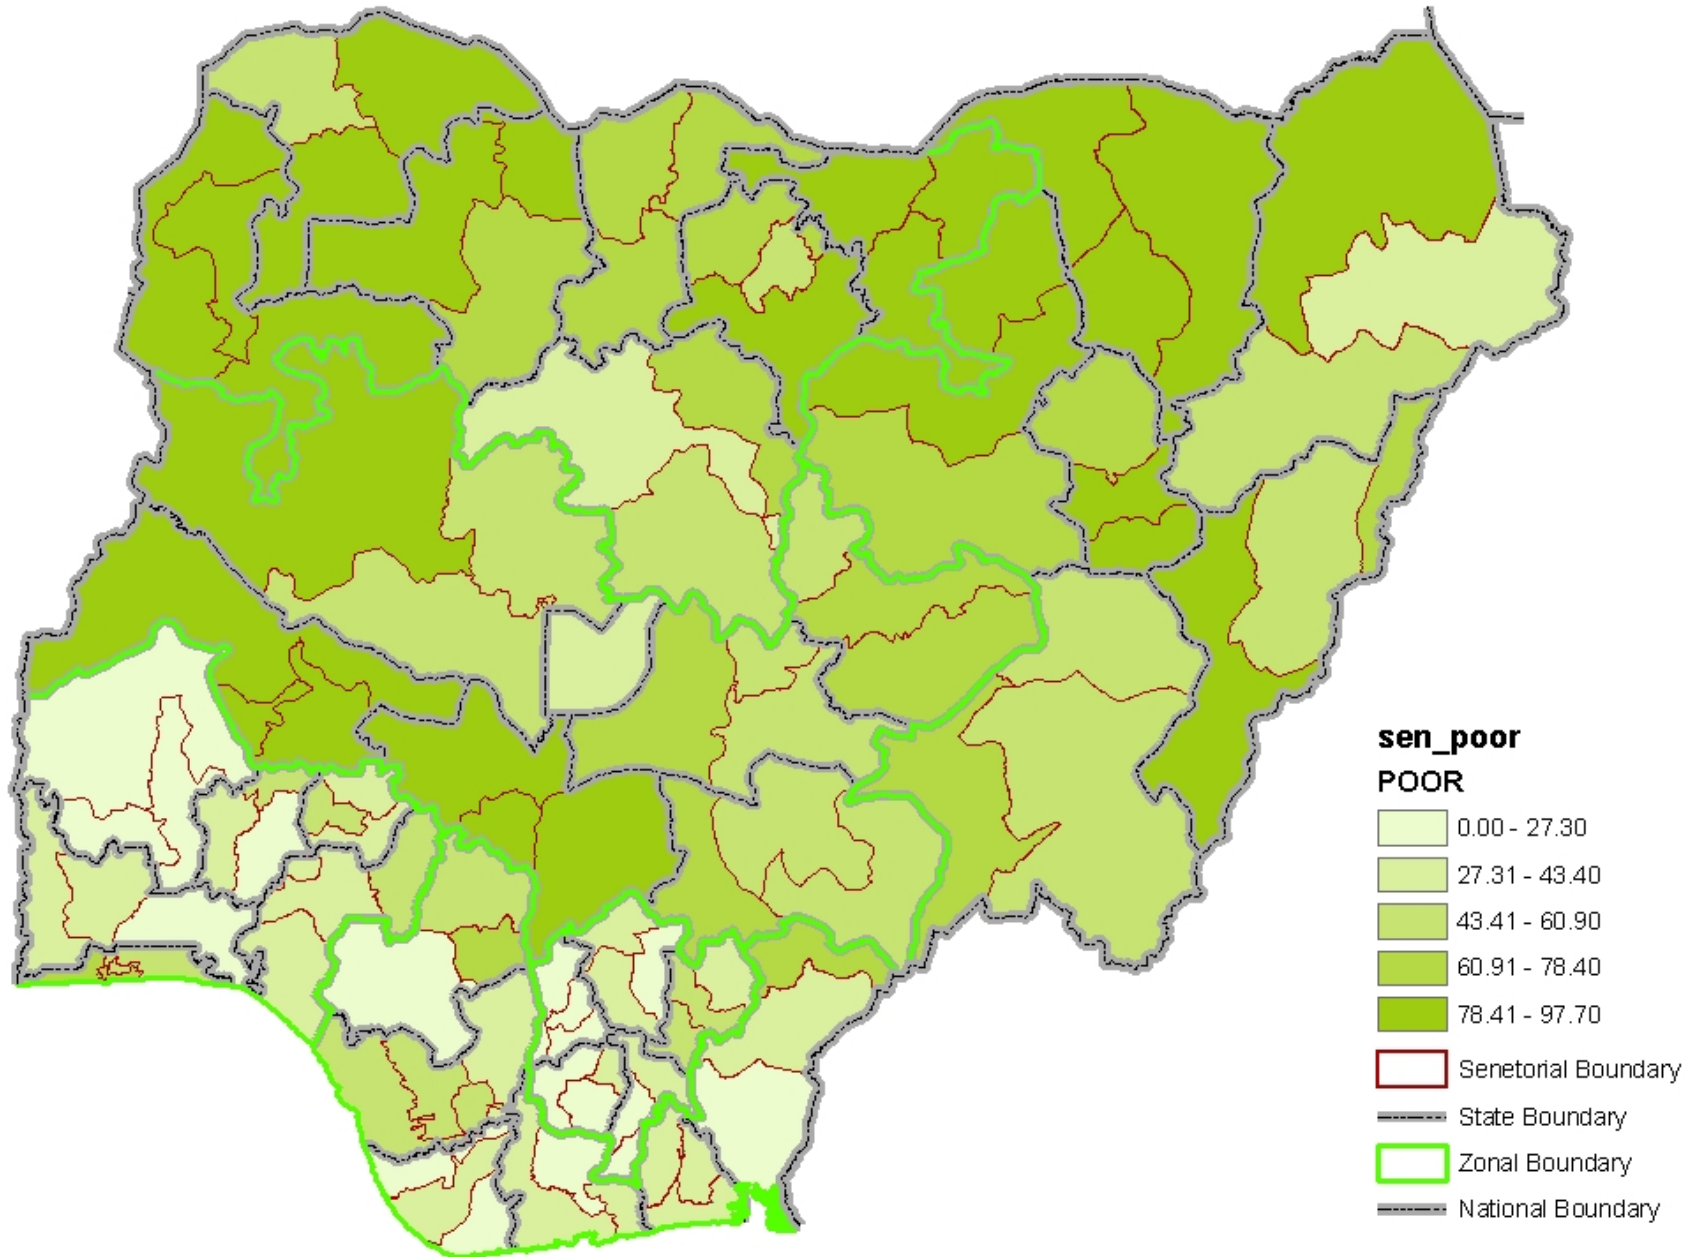 sen_poor
POOR
0.00 - 27.30
27.31 - 43.40
43.41 - 60.90
60.91 - 78.40
78.41 - 97.70
Senetorial Boundary
State Boundary
Zonal Boundary
National Boundary